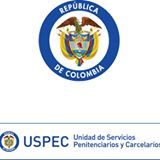 REPÚBLICA
DE COLOMBIA
USPEC
Unidad de Servicios
Penitenciarios y Carcelarios